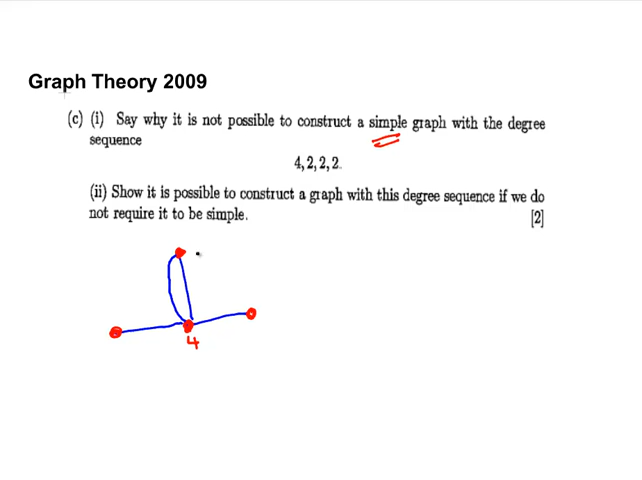 Graph Theory 2009
(c) (i) Say why it is not possible to construct a simple graph with the degree
sequence
4, 2, 2, 2.
(ii) Show it is possible to construct a graph with this degree sequence if we do
not require it to be simple.
[2]
4